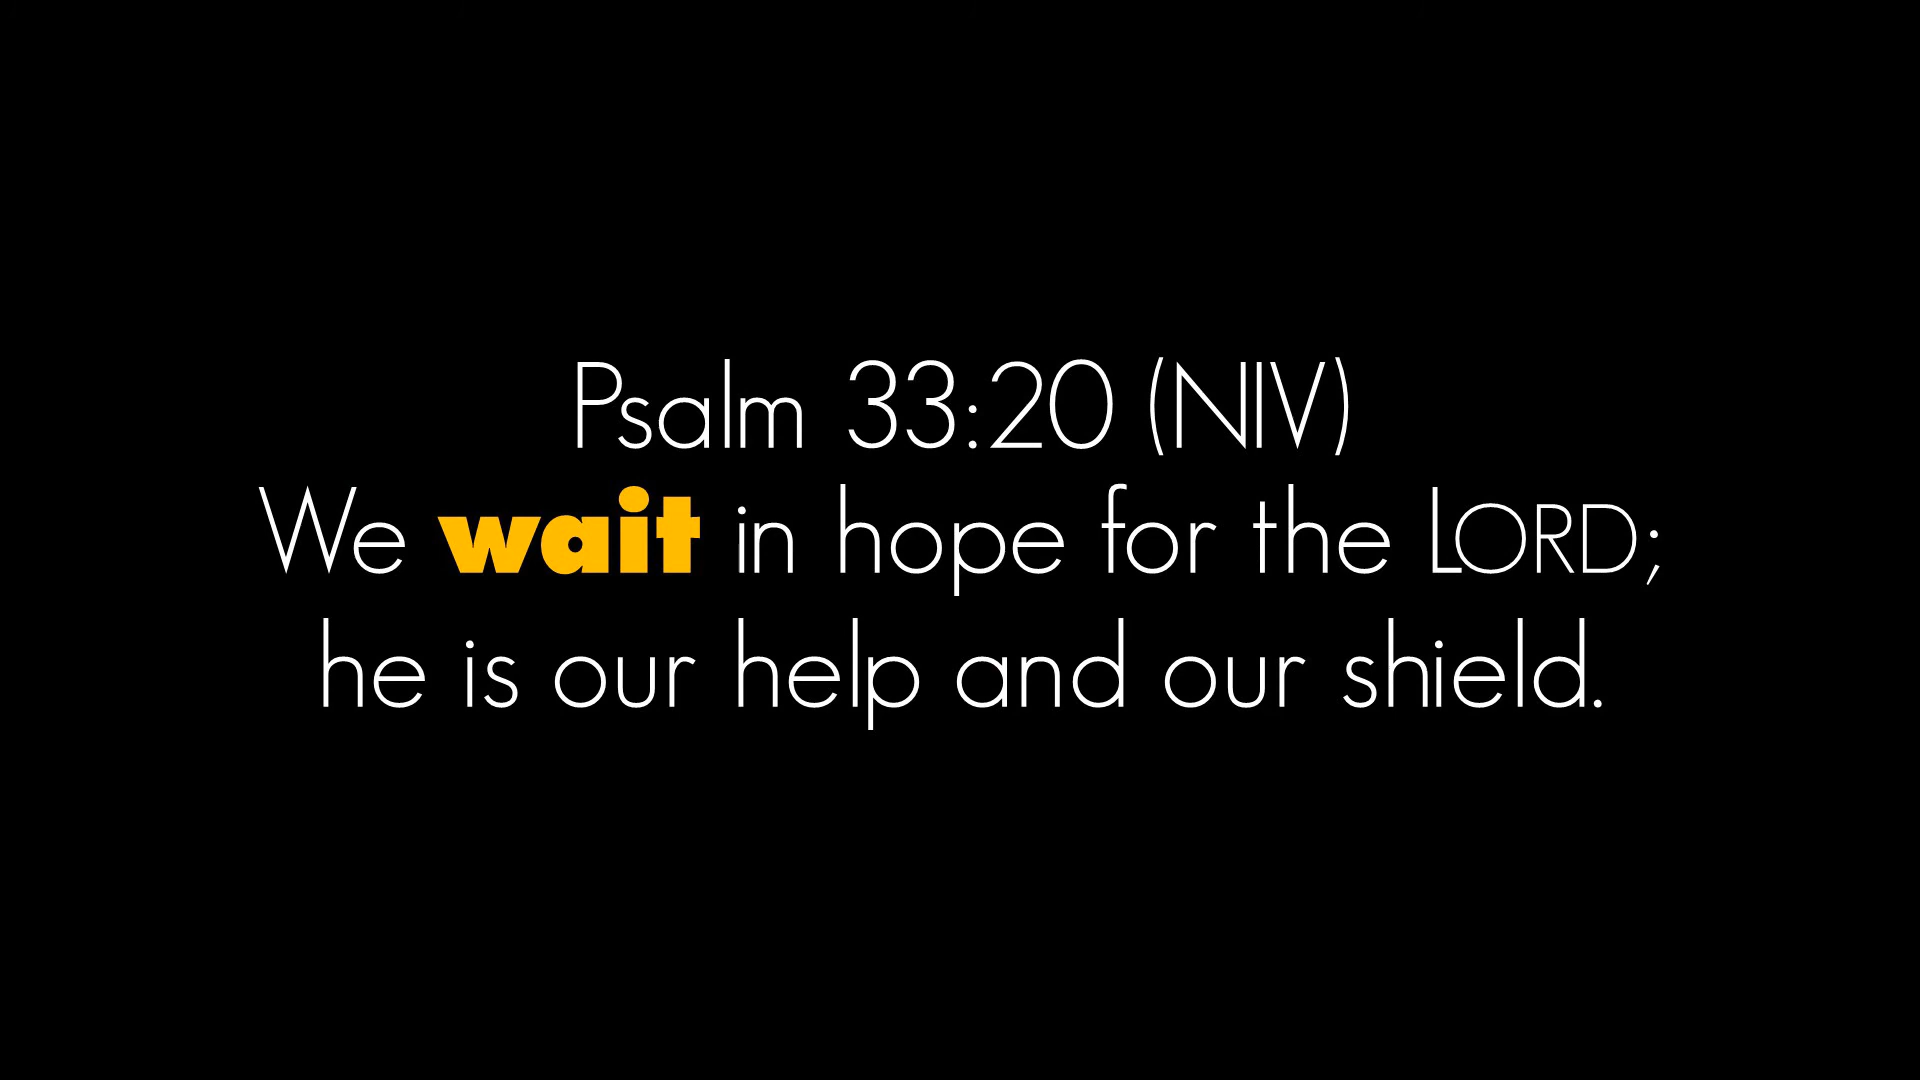 Psalm 33:20 (NIV)
We wait in hope for the LORD;
he is our help and our shield.